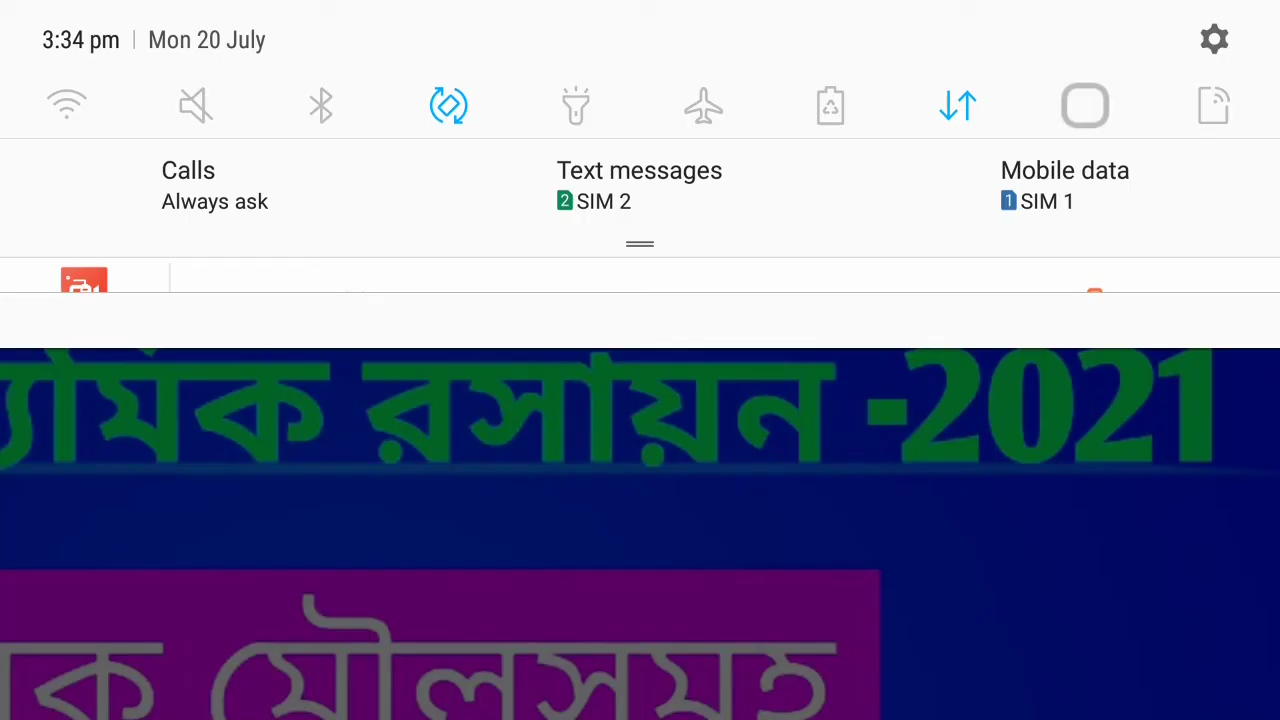 3:34 pm | Mon 20 July
Calls
Text messages
Mobile data
Always ask
2 SIM 2
1 SIM 1
রসায়ন -2021